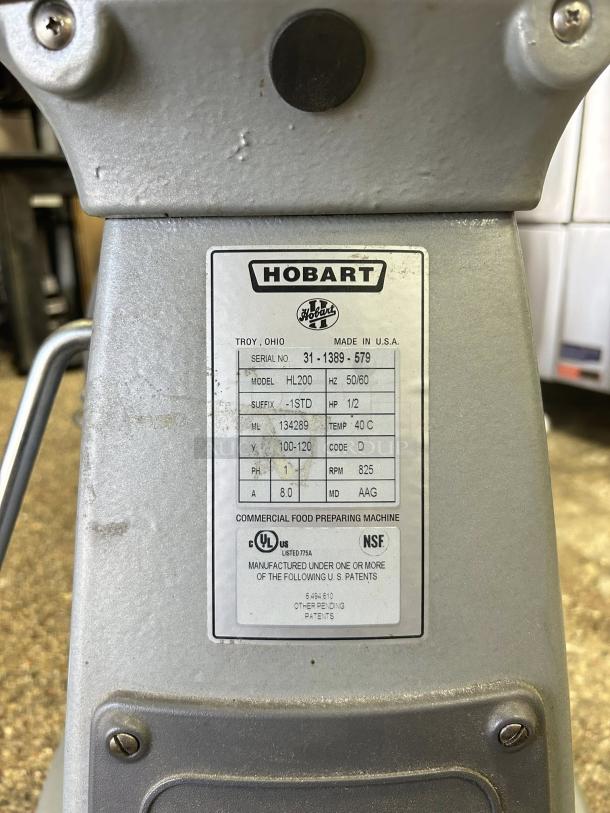 HOBART
Hobart
TROY, OHIO MADE IN U.S.A.
SERIAL NO. 31-1389-579
MODEL HL200 HZ 50/60
SUFFIX -1STD HP 1/2
ML 134289 TEMP 40 C
V 100-120 CODE D
PH 1 RPM 825
A 8.0 MD AAG
COMMERCIAL FOOD PREPARING MACHINE
C UL US NSF
LISTED 775A
MANUFACTURED UNDER ONE OR MORE
OF THE FOLLOWING U. S. PATENTS
6,494,610
OTHER PENDING
PATENTS